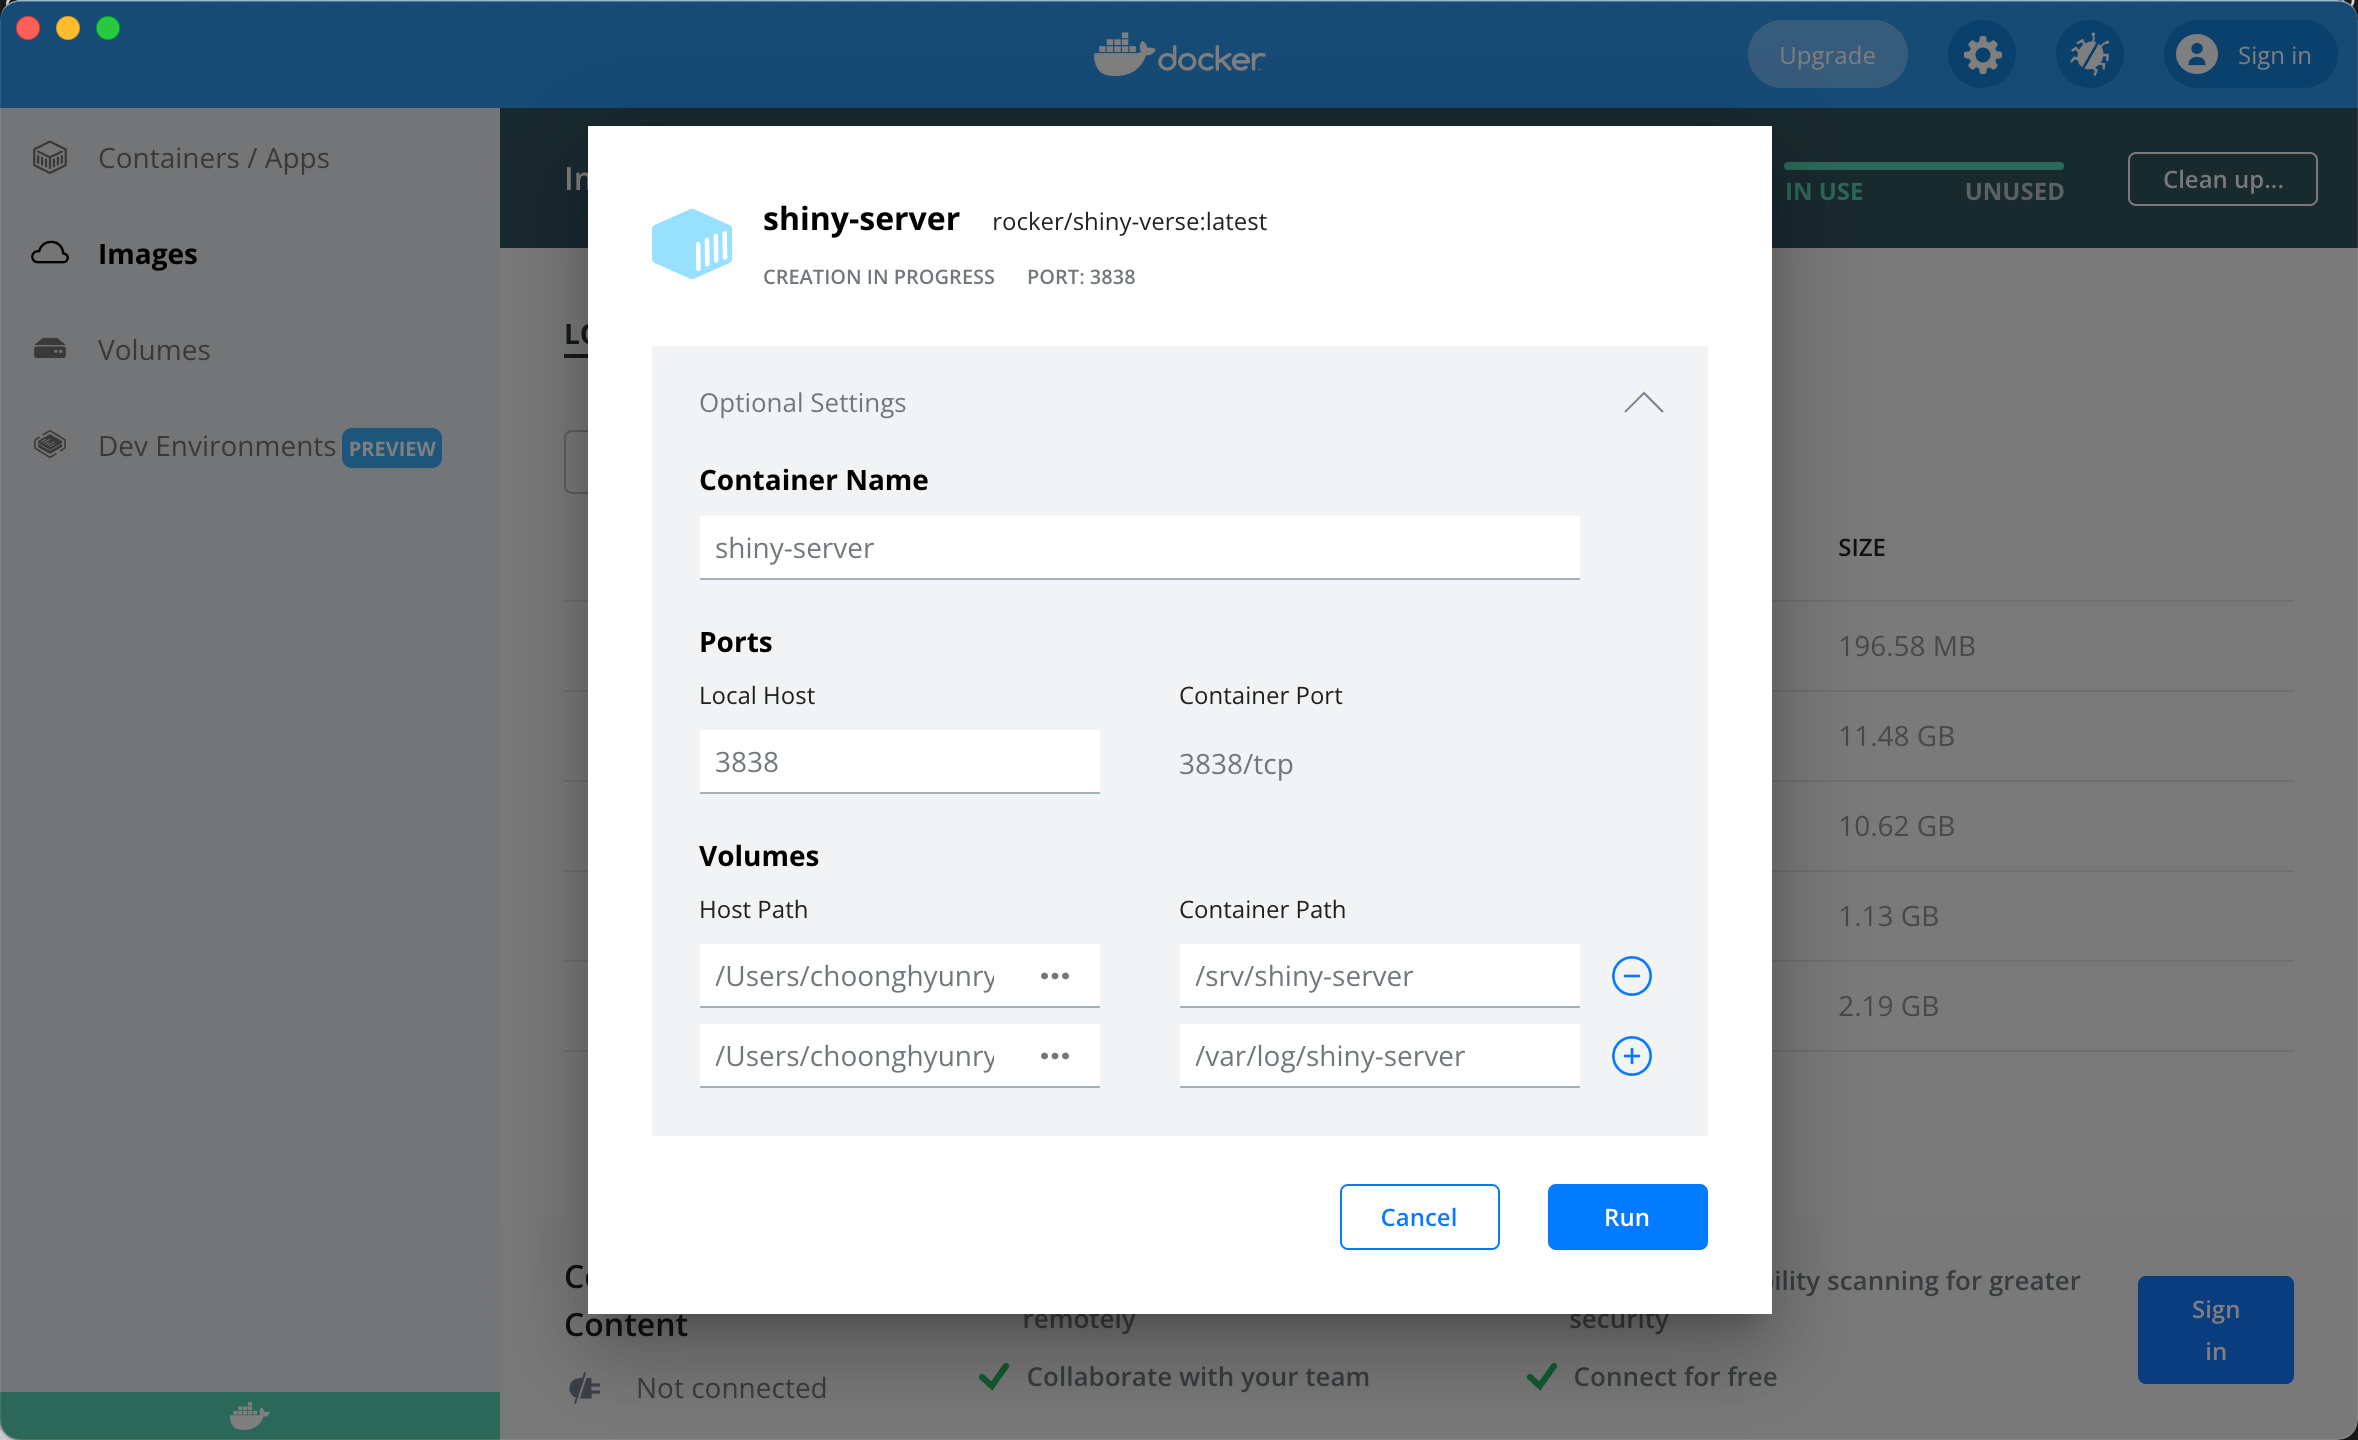 docker
Upgrade
Sign in
Containers / Apps
Images
Volumes
Dev Environments PREVIEW
IN USE UNUSED
Clean up...
shiny-server rocker/shiny-verse:latest
CREATION IN PROGRESS PORT: 3838
Optional Settings
Container Name
shiny-server
Ports
Local Host Container Port
3838 3838/tcp
Volumes
Host Path Container Path
/Users/choonghyunry ••• /srv/shiny-server
/Users/choonghyunry ••• /var/log/shiny-server
Cancel Run
SIZE
196.58 MB
11.48 GB
10.62 GB
1.13 GB
2.19 GB
Content
Not connected
remotely
Collaborate with your team
scanning for greater
security
Connect for free
Sign
in